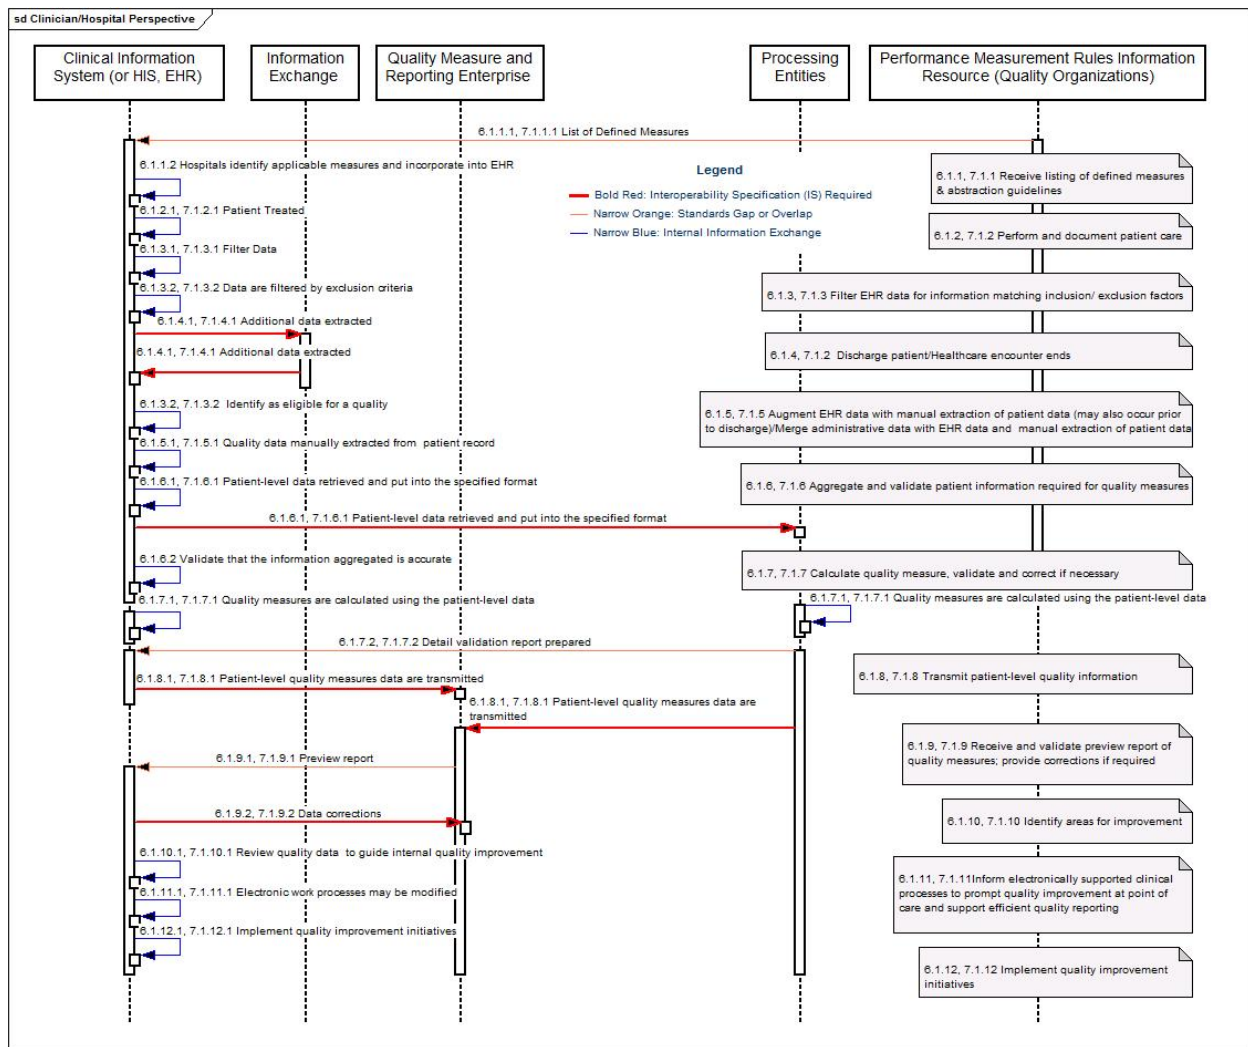 sd Clinician/Hospital Perspective
Clinical Information
System (or HIS, EHR)
Information
Exchange
Quality Measure and
Reporting Enterprise
Processing
Entities
Performance Measurement Rules Information
Resource (Quality Organizations)
6.1.1.1, 7.1.1.1 List of Defined Measures
6.1.1.2 Hospitals identify applicable measures and incorporate into EHR
Legend
Bold Red: Interoperability Specification (IS) Required
Narrow Orange: Standards Gap or Overlap
Narrow Blue: Internal Information Exchange
6.1.1, 7.1.1 Receive listing of defined measures
& abstraction guidelines
6.1.2.1, 7.1.2.1 Patient Treated
6.1.2, 7.1.2 Perform and document patient care
6.1.3.1, 7.1.3.1 Filter Data
6.1.3.2, 7.1.3.2 Data are filtered by exclusion criteria
6.1.3, 7.1.3 Filter EHR data for information matching inclusion/ exclusion factors
6.1.4.1, 7.1.4.1 Additional data extracted
6.1.4.1, 7.1.4.1 Additional data extracted
6.1.4, 7.1.2 Discharge patient/Healthcare encounter ends
6.1.3.2, 7.1.3.2 Identify as eligible for a quality
6.1.5, 7.1.5 Augment EHR data with manual extraction of patient data (may also occur prior
to discharge)/Merge administrative data with EHR data and manual extraction of patient data
6.1.5.1, 7.1.5.1 Quality data manually extracted from patient record
6.1.6.1, 7.1.6.1 Patient-level data retrieved and put into the specified format
6.1.6, 7.1.6 Aggregate and validate patient information required for quality measures
6.1.6.1, 7.1.6.1 Patient-level data retrieved and put into the specified format
6.1.6.2 Validate that the information aggregated is accurate
6.1.7, 7.1.7 Calculate quality measure, validate and correct if necessary
6.1.7.1, 7.1.7.1 Quality measures are calculated using the patient-level data
6.1.7.1, 7.1.7.1 Quality measures are calculated using the patient-level data
6.1.7.2, 7.1.7.2 Detail validation report prepared
6.1.8.1, 7.1.8.1 Patient-level quality measures data are transmitted
6.1.8, 7.1.8 Transmit patient-level quality information
6.1.8.1, 7.1.8.1 Patient-level quality measures data are
transmitted
6.1.9.1, 7.1.9.1 Preview report
6.1.9, 7.1.9 Receive and validate preview report of
quality measures; provide corrections if required
6.1.9.2, 7.1.9.2 Data corrections
6.1.10, 7.1.10 Identify areas for improvement
6.1.10.1, 7.1.10.1 Review quality data to guide internal quality improvement
6.1.11, 7.1.11Inform electronically supported clinical
processes to prompt quality improvement at point of
care and support efficient quality reporting
6.1.11.1, 7.1.11.1 Electronic work processes may be modified
6.1.12.1, 7.1.12.1 Implement quality improvement initiatives
6.1.12, 7.1.12 Implement quality improvement
initiatives